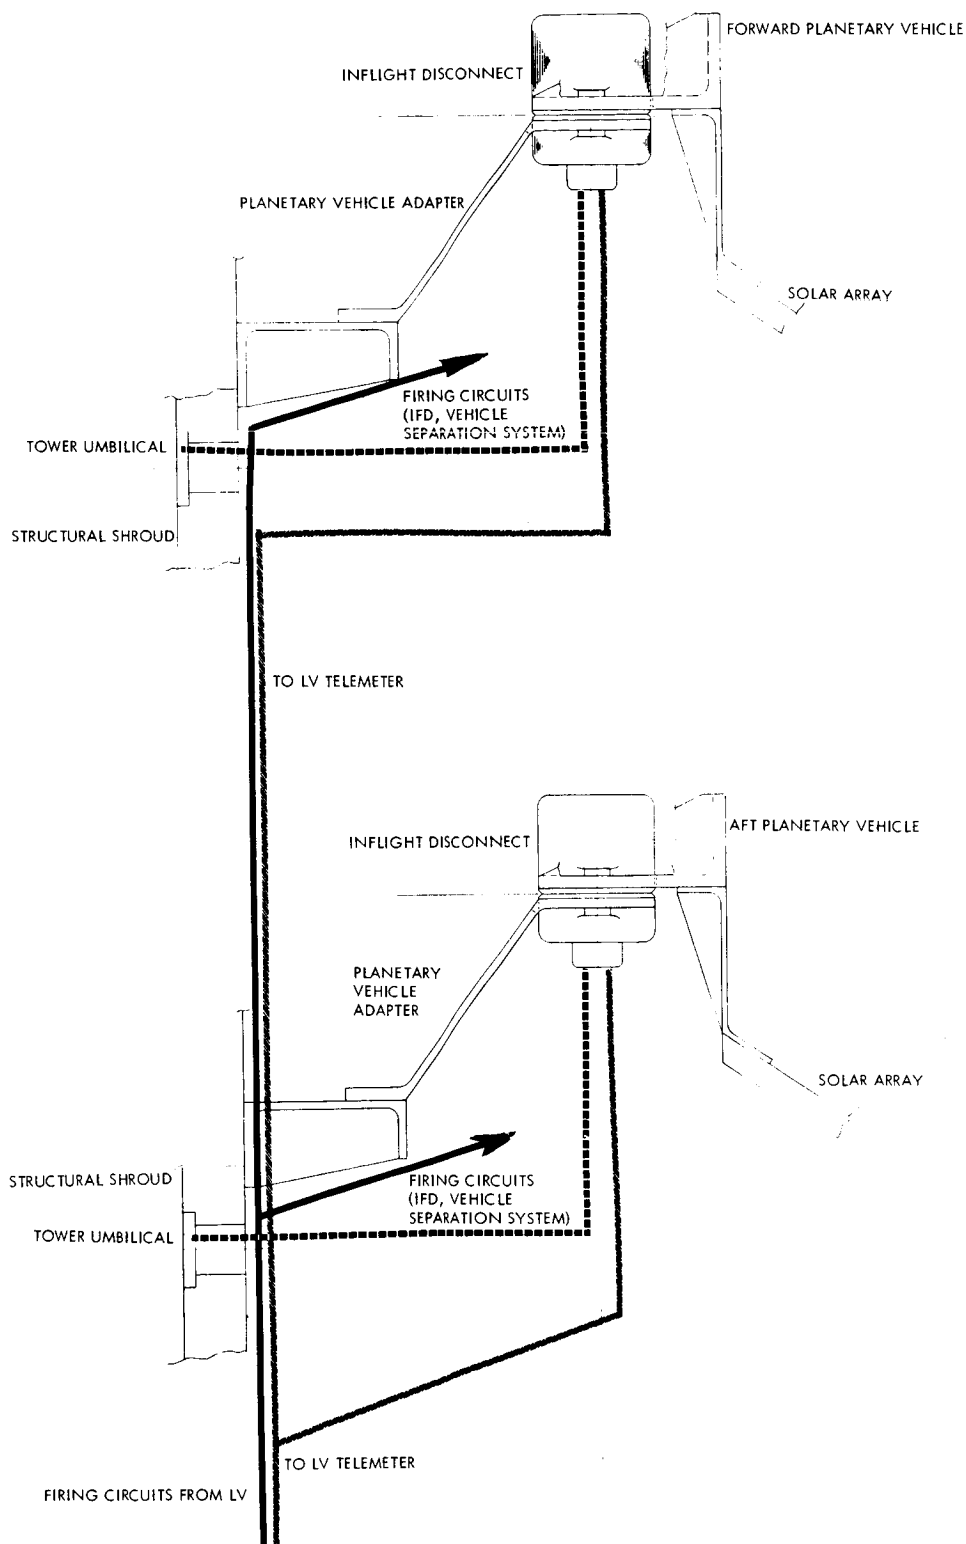 FORWARD PLANETARY VEHICLE
INFLIGHT DISCONNECT
PLANETARY VEHICLE ADAPTER
SOLAR ARRAY
FIRING CIRCUITS
(IFD, VEHICLE
SEPARATION SYSTEM)
TOWER UMBILICAL
STRUCTURAL SHROUD
TO LV TELEMETER
AFT PLANETARY VEHICLE
INFLIGHT DISCONNECT
PLANETARY
VEHICLE
ADAPTER
SOLAR ARRAY
STRUCTURAL SHROUD
FIRING CIRCUITS
(IFD, VEHICLE
SEPARATION SYSTEM)
TOWER UMBILICAL
TO LV TELEMETER
FIRING CIRCUITS FROM LV